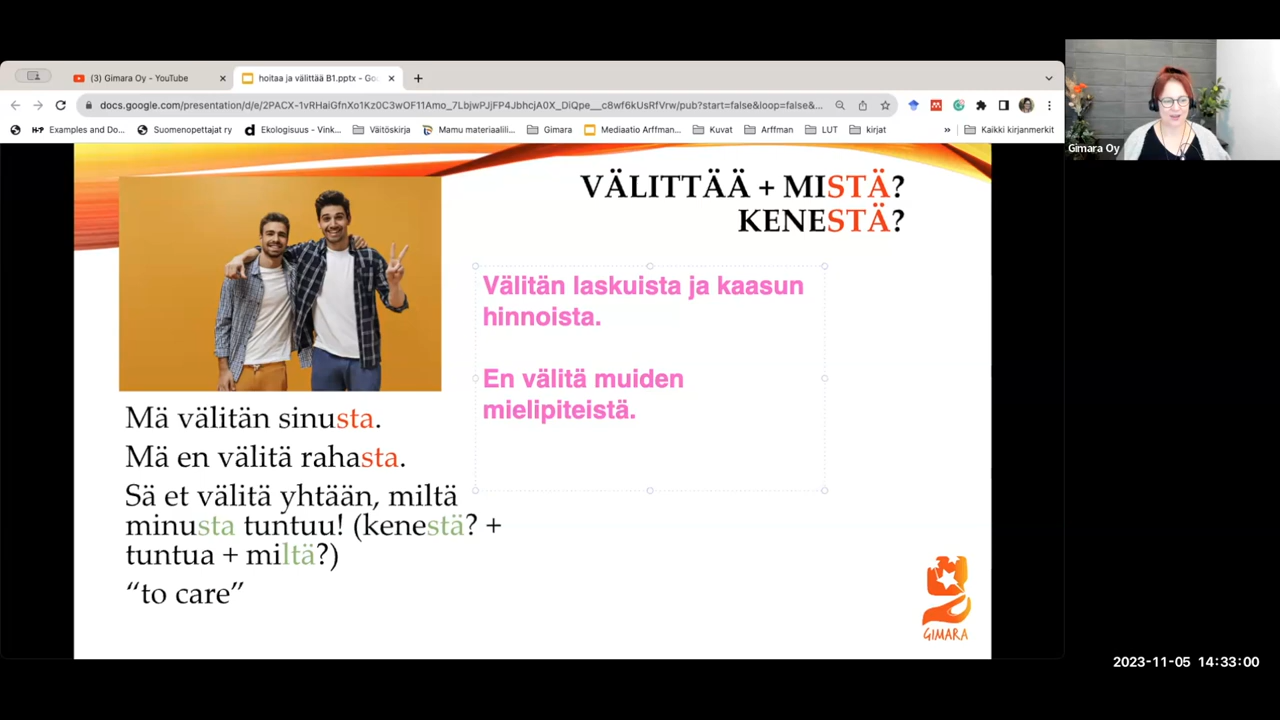 (3) Gimara Oy - YouTube
hoitaa ja välittää B1.pptx - Go
docs.google.com/presentation/d/e/2PACX-1vRHaiGfnXo1Kz0C3wOF11Amo_7LbjwPJjFP4JbhcjA0X_DiQpe__c8wf6kUsRfVrw/pub?start=false&loop=false&...
Examples and Do...
Suomenopettajat ry
Ekologisuus - Vink...
Väitöskirja
Mamu materiaalili...
Gimara
Mediaatio Arffman...
Kuvat
Arffman
LUT
kirjat
»
Kaikki kirjanmerkit
Gimara Oy
VÄLITTÄÄ + MISTÄ?
KENESTÄ?
Välitän laskuista ja kaasun
hinnoista.
En välitä muiden
mielipiteistä.
Mä välitän sinusta.
Mä en välitä rahasta.
Sä et välitä yhtään, miltä
minusta tuntuu! (kenestä? +
tuntua + miltä?)
“to care”
GIMARA
2023-11-05 14:33:00